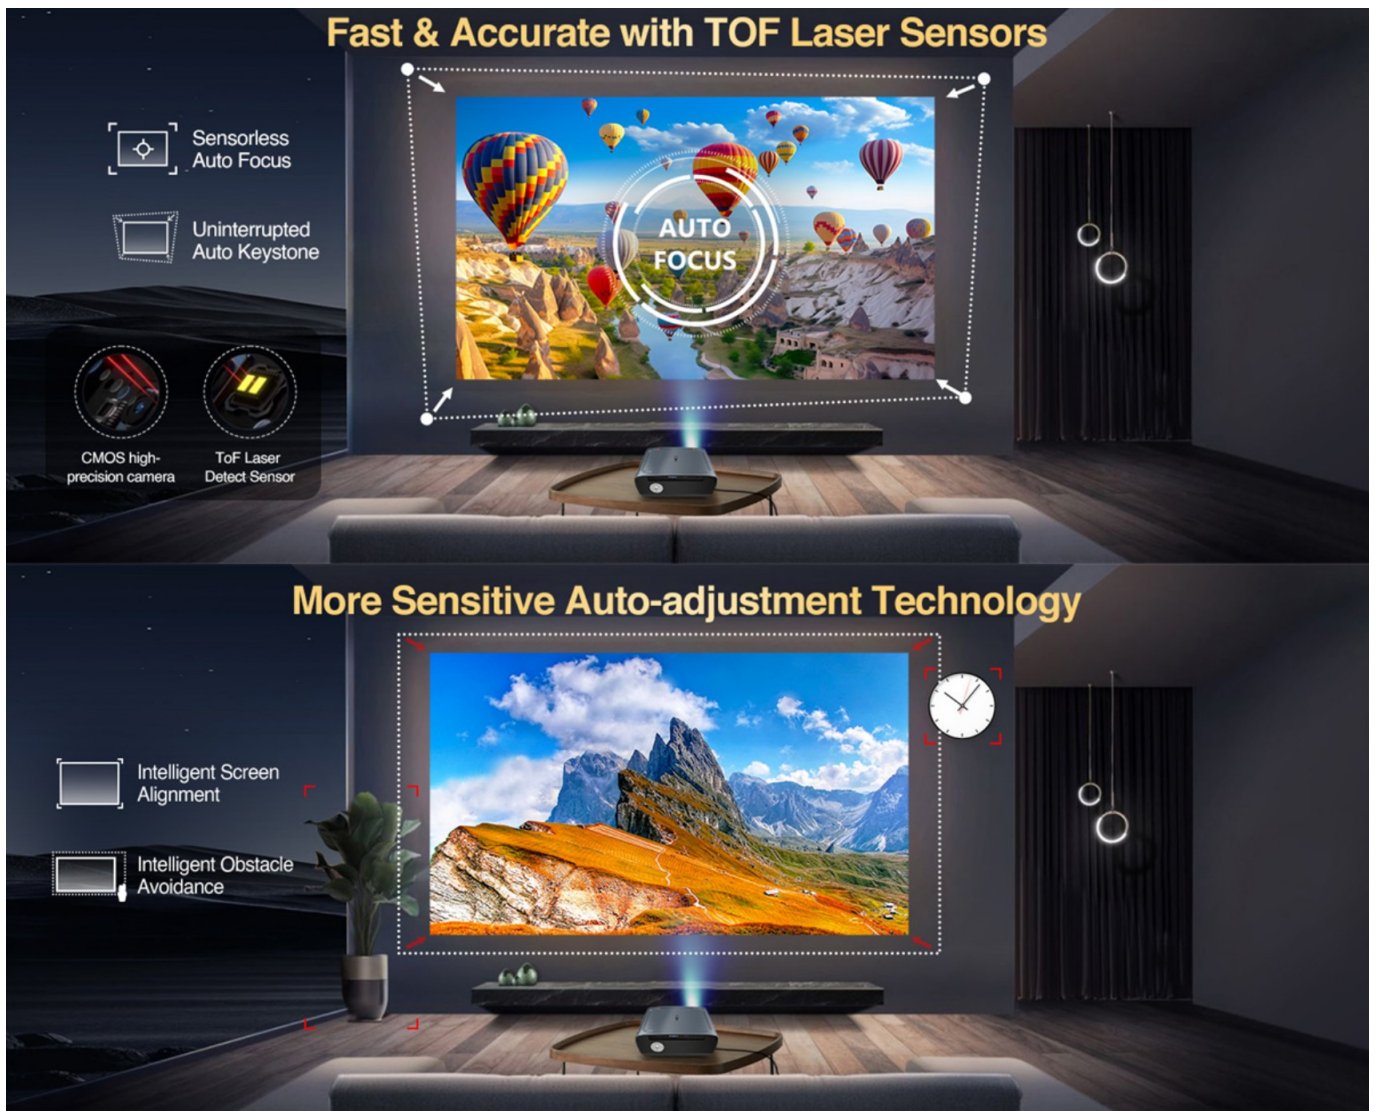 Fast & Accurate with TOF Laser Sensors
Sensorless
Auto Focus
Uninterrupted
Auto Keystone
AUTO
FOCUS
CMOS high-
precision camera
ToF Laser
Detect Sensor
More Sensitive Auto-adjustment Technology
Intelligent Screen
Alignment
Intelligent Obstacle
Avoidance